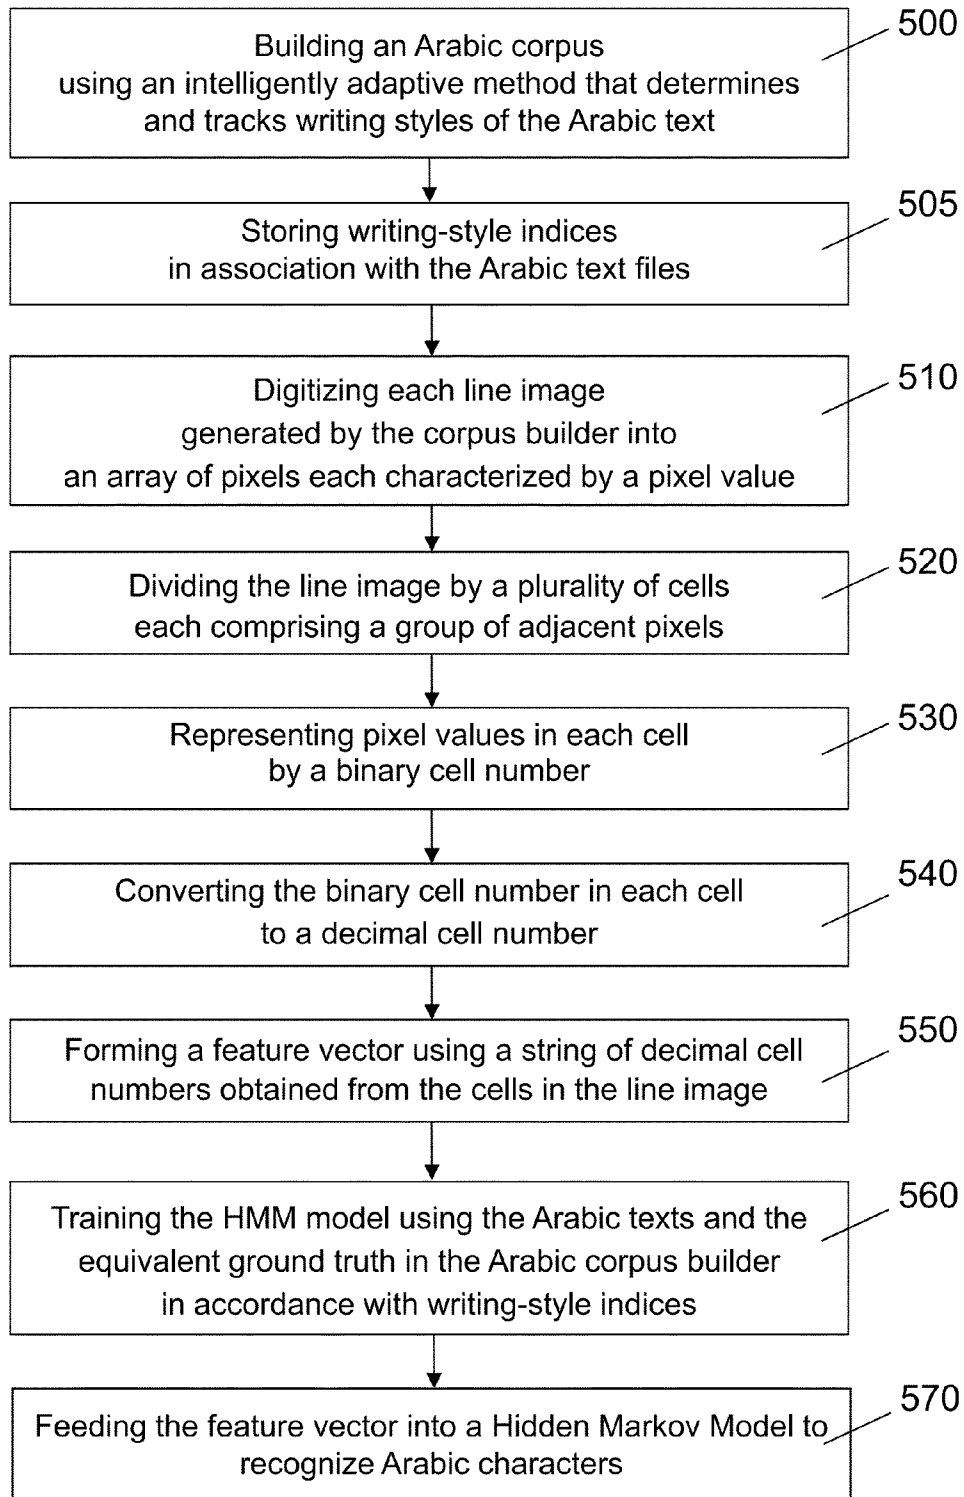 500
Building an Arabic corpus
using an intelligently adaptive method that determines
and tracks writing styles of the Arabic text
505
Storing writing-style indices
in association with the Arabic text files
510
Digitizing each line image
generated by the corpus builder into
an array of pixels each characterized by a pixel value
520
Dividing the line image by a plurality of cells
each comprising a group of adjacent pixels
530
Representing pixel values in each cell
by a binary cell number
540
Converting the binary cell number in each cell
to a decimal cell number
550
Forming a feature vector using a string of decimal cell
numbers obtained from the cells in the line image
560
Training the HMM model using the Arabic texts and the
equivalent ground truth in the Arabic corpus builder
in accordance with writing-style indices
570
Feeding the feature vector into a Hidden Markov Model to
recognize Arabic characters